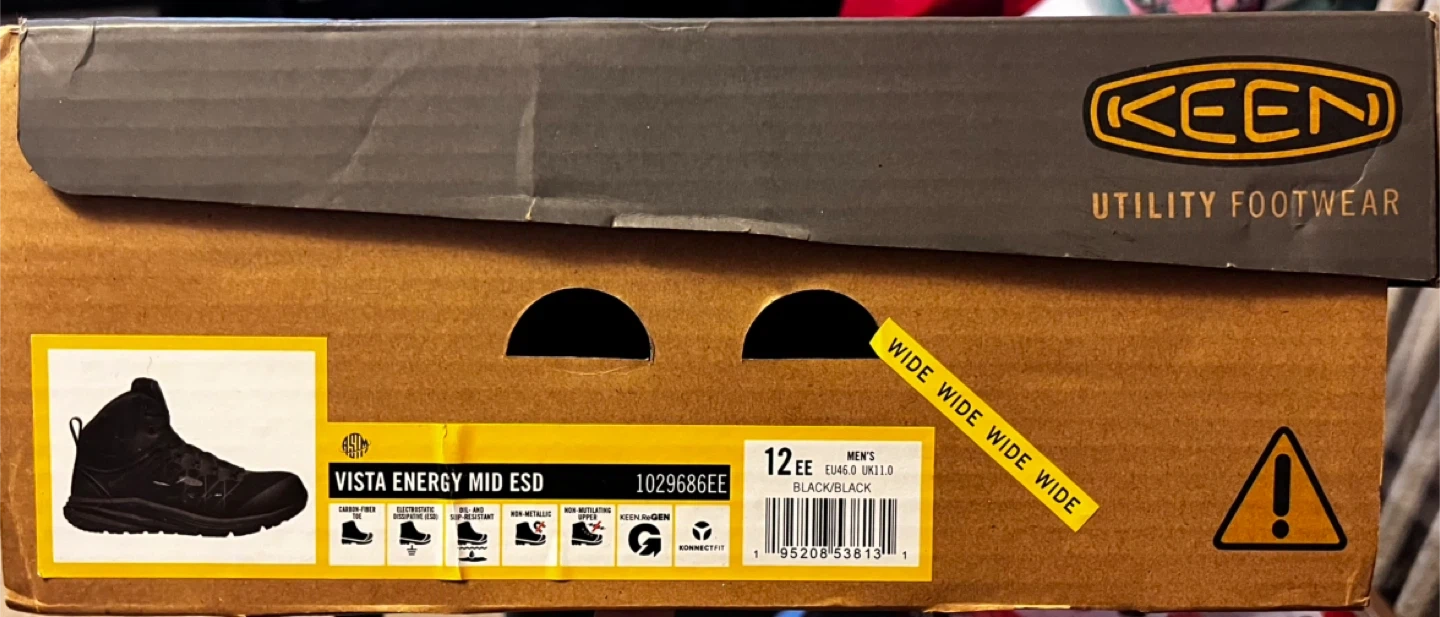 KEEN
UTILITY FOOTWEAR
WIDE WIDE WIDE WIDE
ASTM
VISTA ENERGY MID ESD 1029686EE
CARBON-FIBER TOE
ELECTROSTATIC DISSIPATIVE (ESD)
OIL- AND SLIP-RESISTANT
NON-METALLIC
NON-MUTILATING UPPER
KEEN.ReGEN
KONNECTFIT
12 EE MEN'S
EU46.0 UK11.0
BLACK/BLACK
1 95208 53813 1